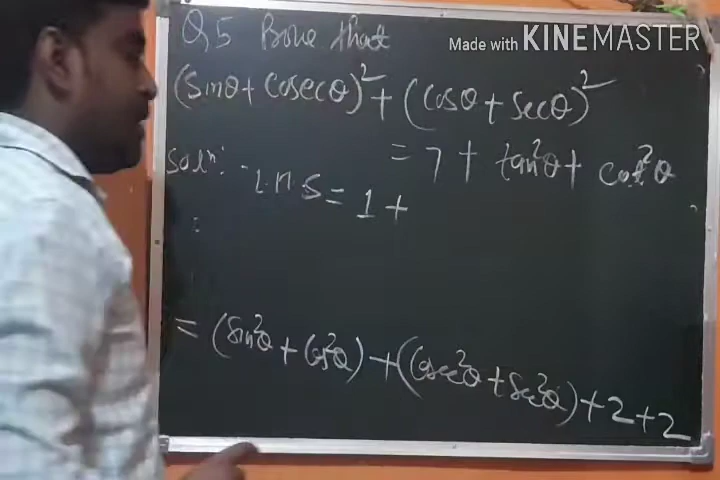 Q5 Prove that
Made with KINEMASTER
(Sinθ + Cosecθ)² + (Cosθ + Secθ)²
= 7 + tan²θ + cot²θ
Solⁿ: L.H.S = 1 +
= (Sin²θ + Cos²θ) + (Cosec²θ + Sec²θ) + 2 + 2